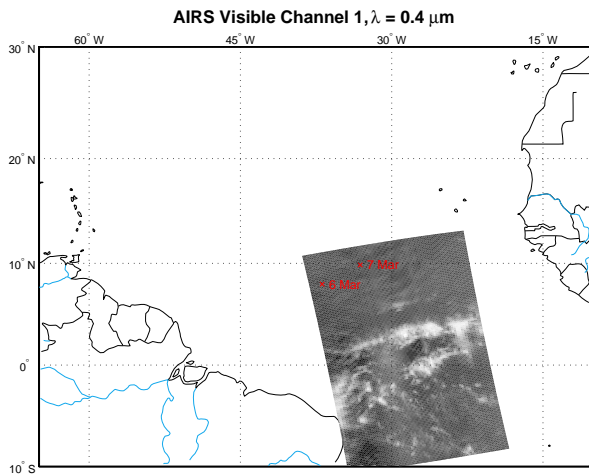 AIRS Visible Channel 1, λ = 0.4 μm
60° W 45° W 30° W 15° W
30° N
20° N
10° N
0°
10° S
× 7 Mar
× 6 Mar